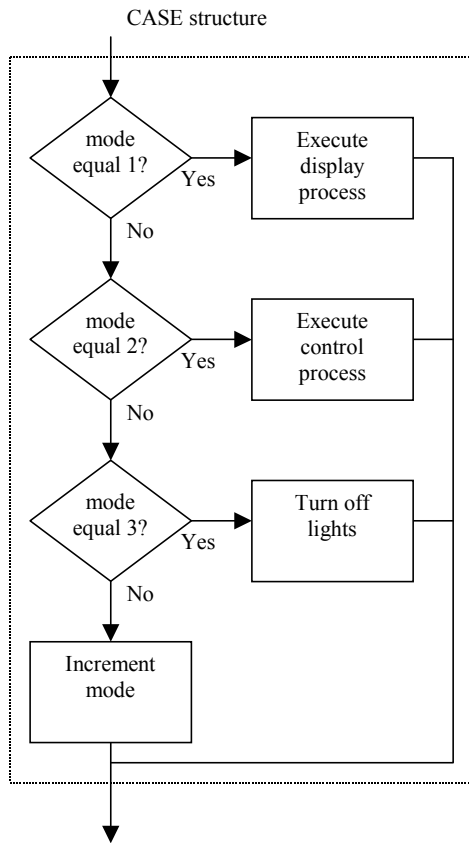 CASE structure
mode
equal 1?
Yes
Execute
display
process
No
mode
equal 2?
Yes
Execute
control
process
No
mode
equal 3?
Yes
Turn off
lights
No
Increment
mode